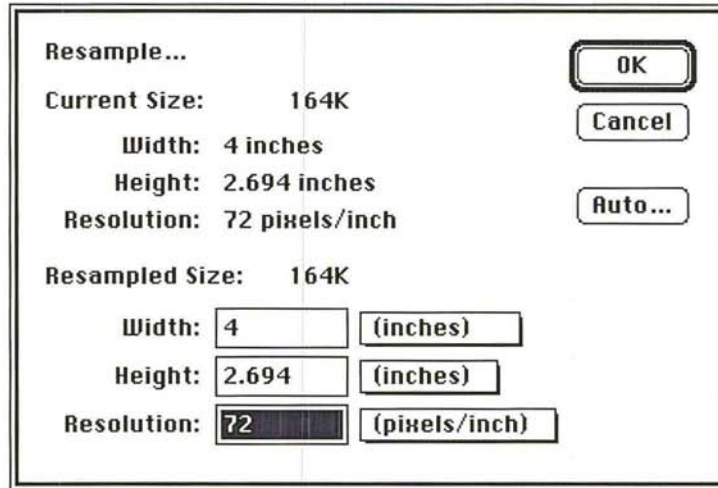 Resample...
OK
Current Size: 164K
Cancel
Width: 4 inches
Height: 2.694 inches
Auto...
Resolution: 72 pixels/inch
Resampled Size: 164K
Width: 4 (inches)
Height: 2.694 (inches)
Resolution: 72 (pixels/inch)